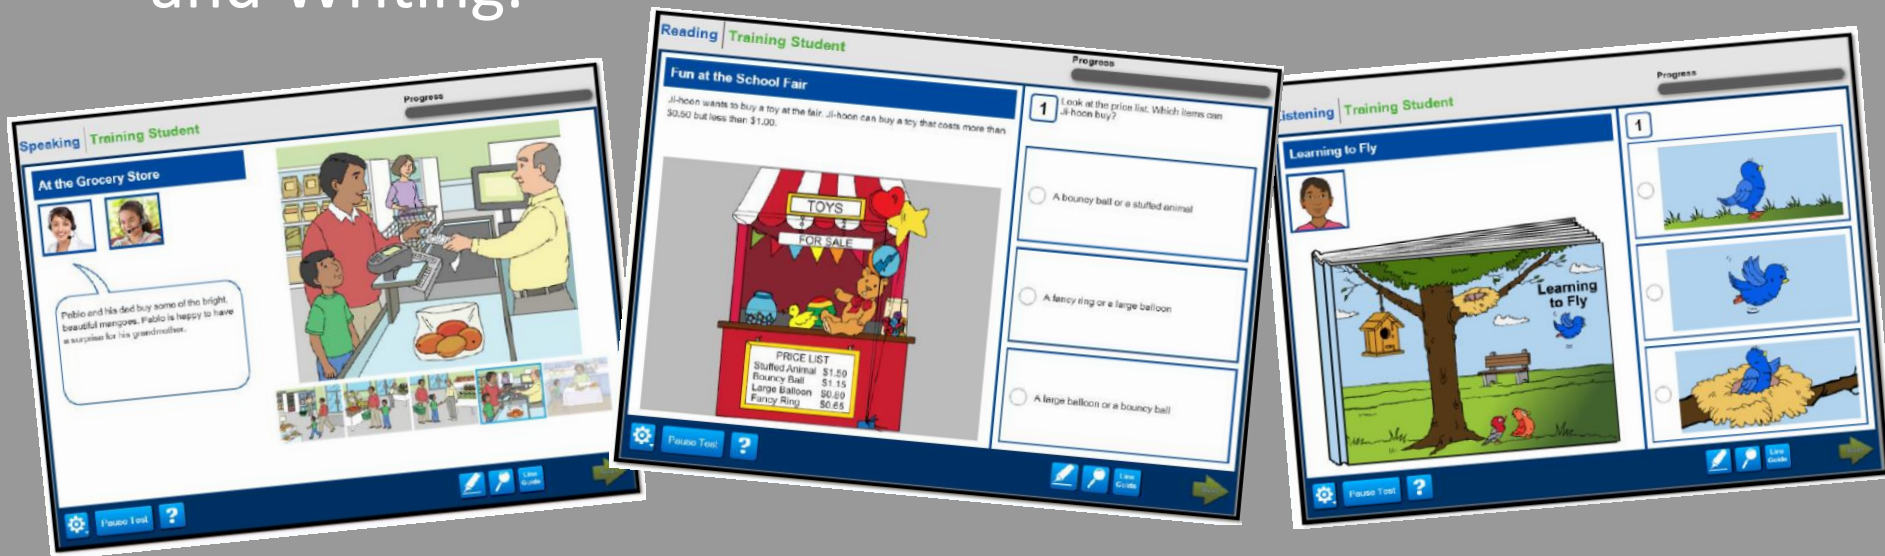 and Writing.
Speaking Training Student
Progress
At the Grocery Store
Pablo and his dad buy some of the bright,
beautiful mangoes. Pablo is happy to have
a surprise for his grandmother.
Pause Test ?
Line
Guide
Reading Training Student
Progress
Fun at the School Fair
Ji-hoon wants to buy a toy at the fair. Ji-hoon can buy a toy that costs more than
$0.50 but less than $1.00.
TOYS
FOR SALE
PRICE LIST
Stuffed Animal $1.50
Bouncy Ball $1.15
Large Balloon $0.80
Fancy Ring $0.65
1 Look at the price list. Which items can
Ji-hoon buy?
A bouncy ball or a stuffed animal
A fancy ring or a large balloon
A large balloon or a bouncy ball
Pause Test ?
Line
Guide
Listening Training Student
Progress
Learning to Fly
Learning
to Fly
1
Pause Test ?
Line
Guide